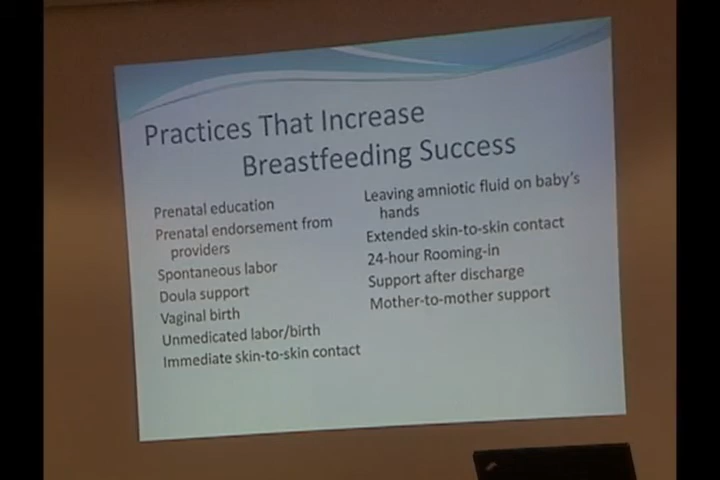 Practices That Increase
Breastfeeding Success
Prenatal education
Prenatal endorsement from
providers
Spontaneous labor
Doula support
Vaginal birth
Unmedicated labor/birth
Immediate skin-to-skin contact
Leaving amniotic fluid on baby's
hands
Extended skin-to-skin contact
24-hour Rooming-in
Support after discharge
Mother-to-mother support